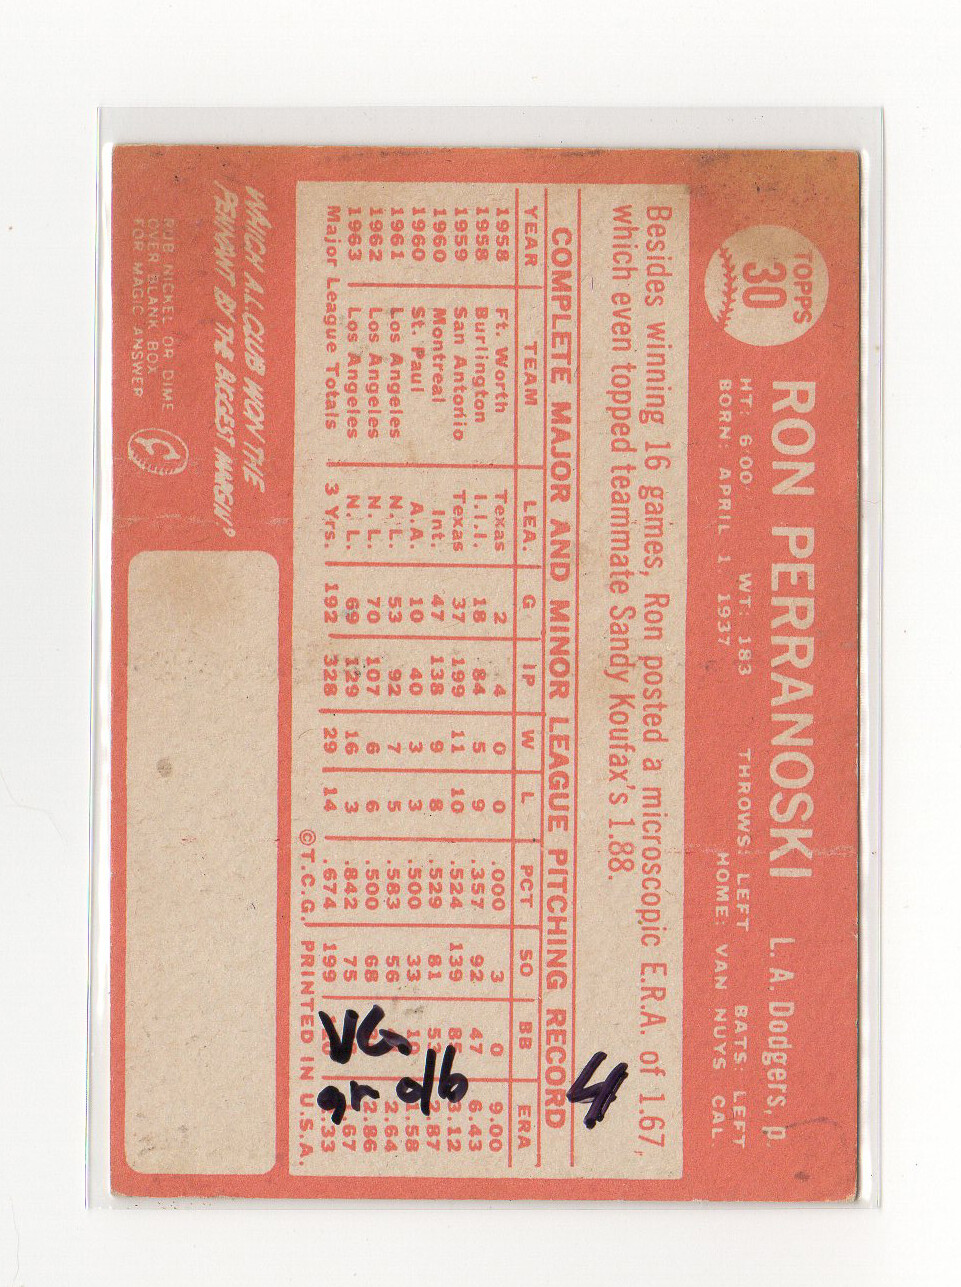 TOPPS
30
RON PERRANOSKI L. A. Dodgers, p
HT: 6'00" WT: 183 THROWS: LEFT BATS: LEFT
BORN: APRIL 1, 1937 HOME: VAN NUYS CAL.
Besides winning 16 games, Ron posted a microscopic E.R.A. of 1.67,
which even topped teammate Sandy Koufax's 1.88.
COMPLETE MAJOR AND MINOR LEAGUE PITCHING RECORD
YEAR TEAM LEA. G IP W L PCT SO BB ERA
1958 Ft. Worth Texas 2 4 0 0 .000 3 0 9.00
1958 Burlington I.I.I. 18 84 5 9 .357 92 47 6.43
1959 San Antonio Texas 37 199 11 10 .524 139 3.12
1960 Montreal Int. 47 138 9 8 .529 81 2.87
1960 St. Paul A.A. 10 40 3 3 .500 33 1.58
1961 Los Angeles N. L. 53 92 7 5 .583 56 2.64
1962 Los Angeles N. L. 70 107 6 6 .500 68 2.86
1963 Los Angeles N. L. 69 129 16 3 .842 75
Major League Totals 3 Yrs. 192 328 29 14 .674 199
©T.C.G. PRINTED IN U.S.A.
WHICH A.L. CLUB WON THE
PENNANT BY THE BIGGEST MARGIN?
RUB NICKEL OR DIME
OVER BLANK BOX
FOR MAGIC ANSWER